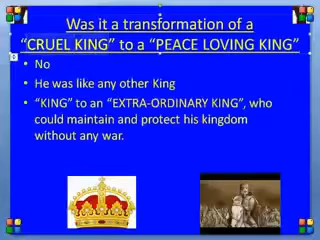 Was it a transformation of a
“CRUEL KING” to a “PEACE LOVING KING”
• No
• He was like any other King
• “KING” to an “EXTRA-ORDINARY KING”, who
could maintain and protect his kingdom
without any war.